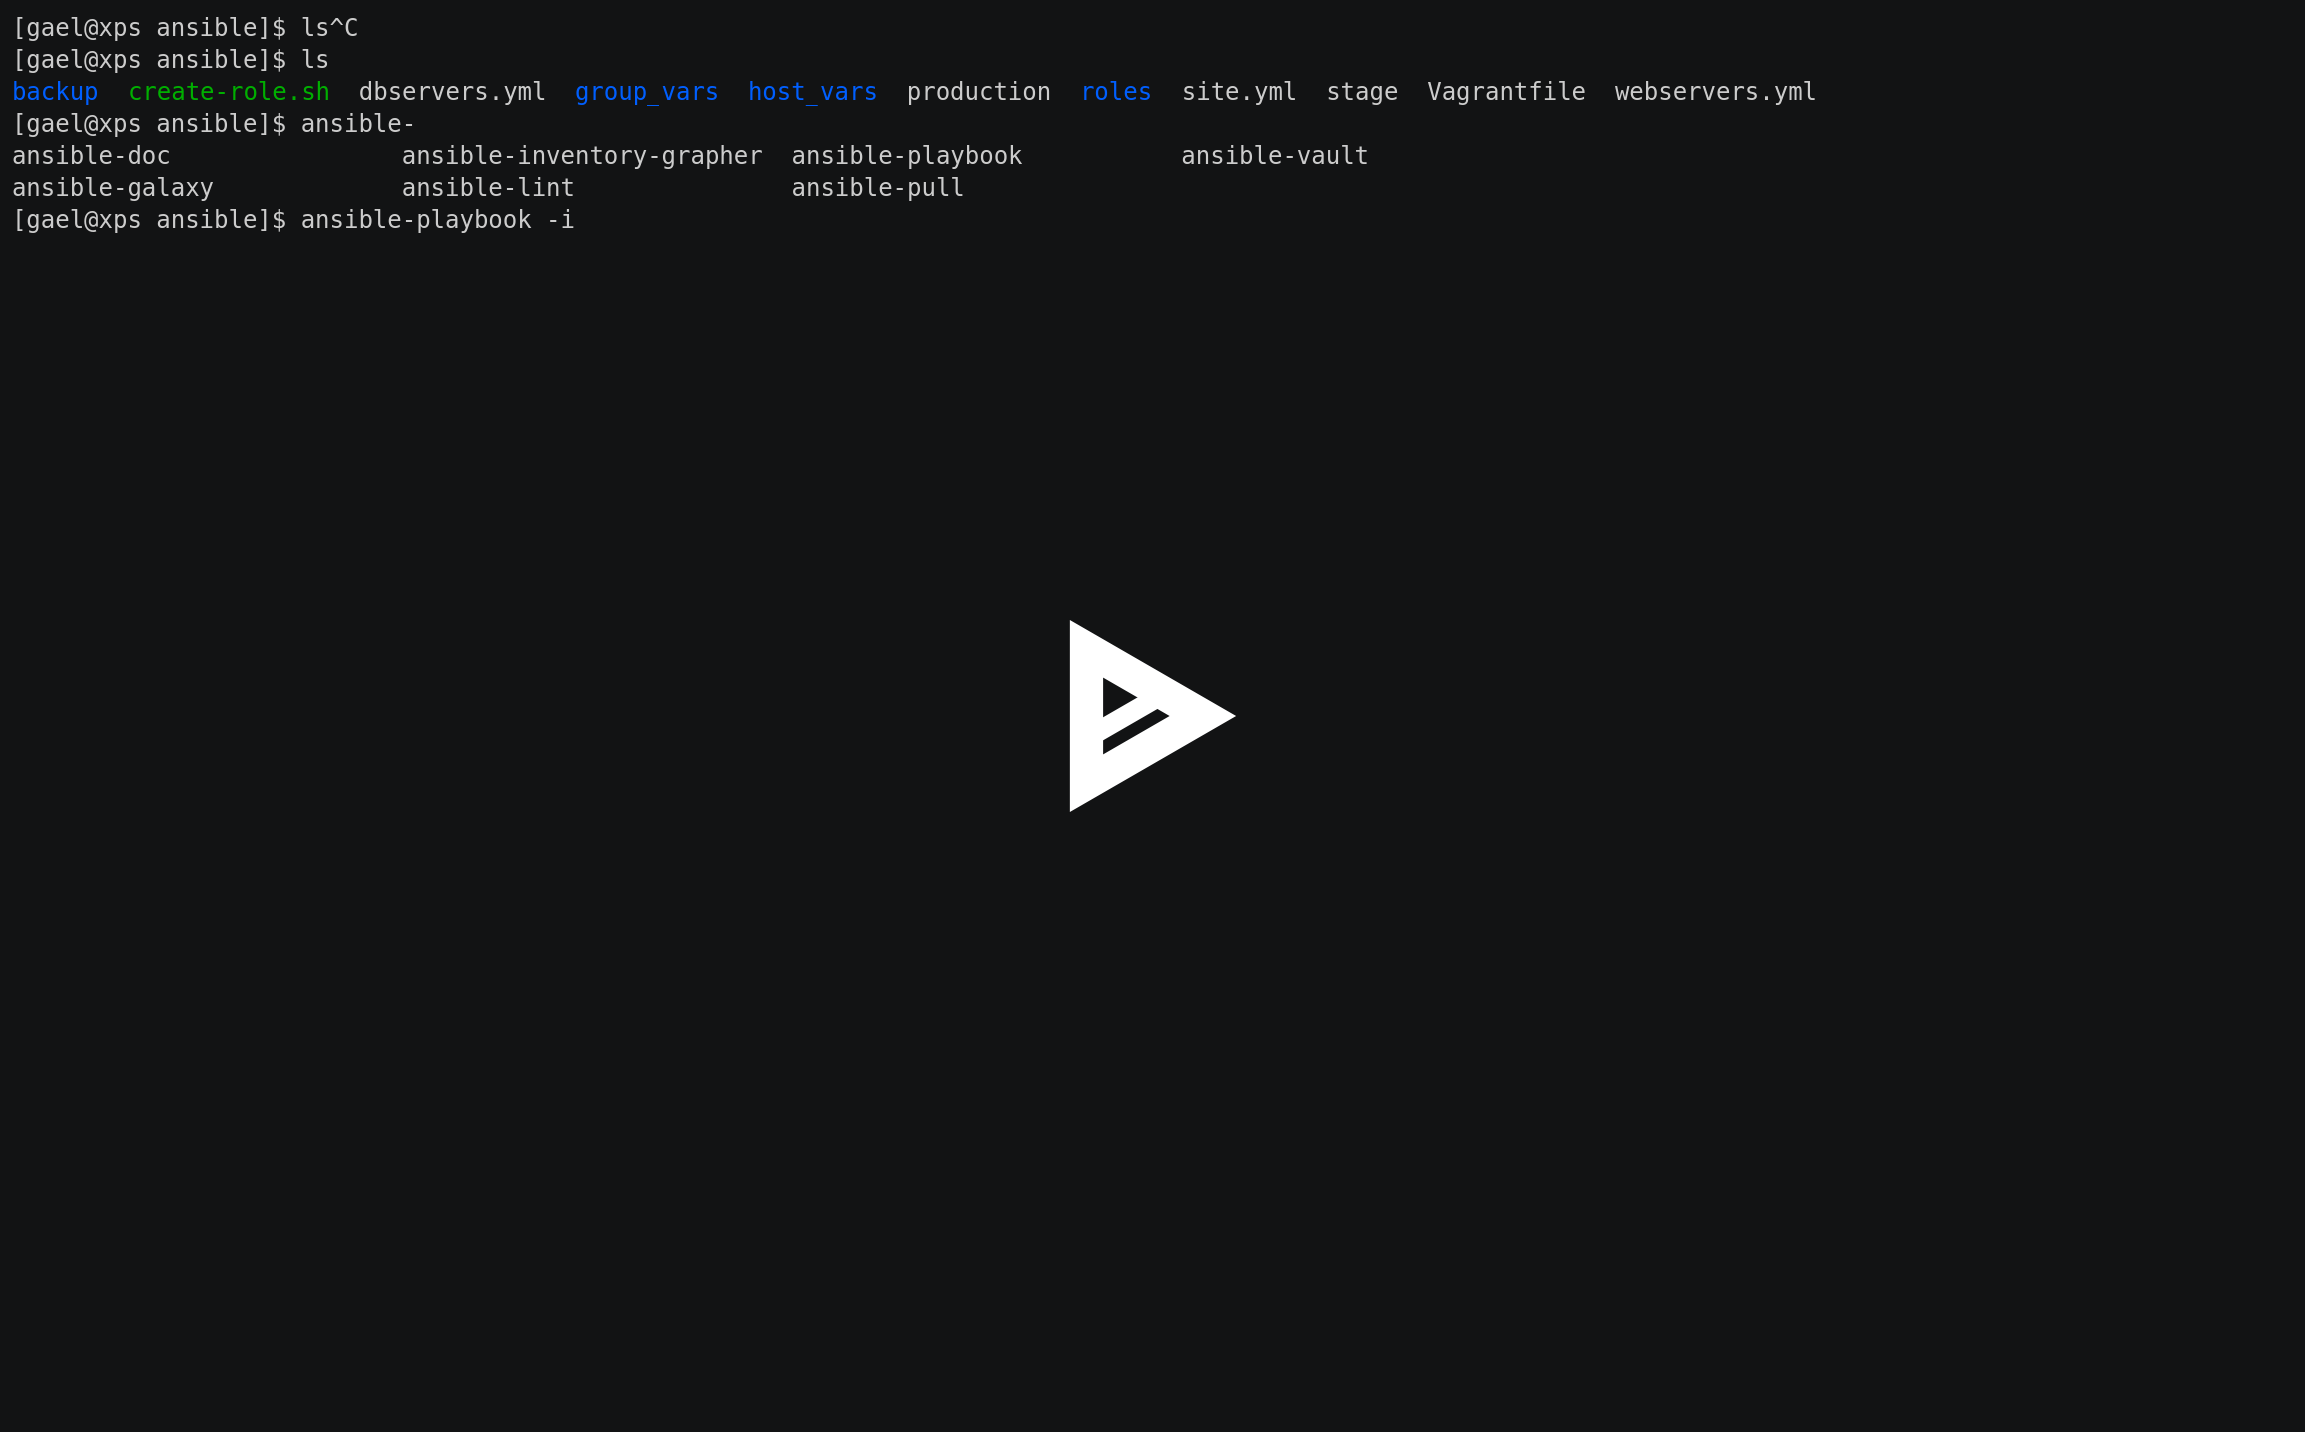 [gael@xps ansible]$ ls^C
[gael@xps ansible]$ ls
backup  create-role.sh  dbservers.yml  group_vars  host_vars  production  roles  site.yml  stage  Vagrantfile  webservers.yml
[gael@xps ansible]$ ansible-
ansible-doc                ansible-inventory-grapher  ansible-playbook           ansible-vault
ansible-galaxy             ansible-lint               ansible-pull
[gael@xps ansible]$ ansible-playbook -i